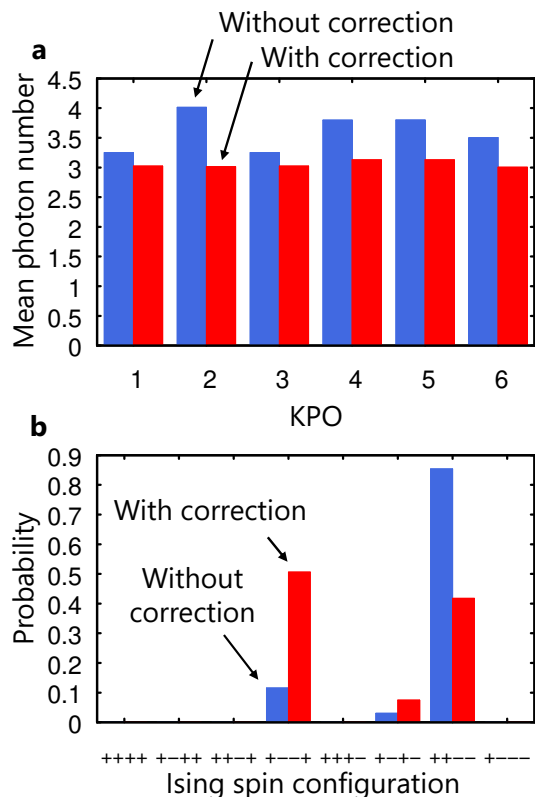 a
Without correction
With correction
Mean photon number
4.5
4
3.5
3
2.5
2
1.5
1
0.5
0
1 2 3 4 5 6
KPO
b
Probability
0.9
0.8
0.7
0.6
0.5
0.4
0.3
0.2
0.1
0
With correction
Without
correction
++++ +−++ ++−+ +−−+ +++− +−+− ++−− +−−−
Ising spin configuration